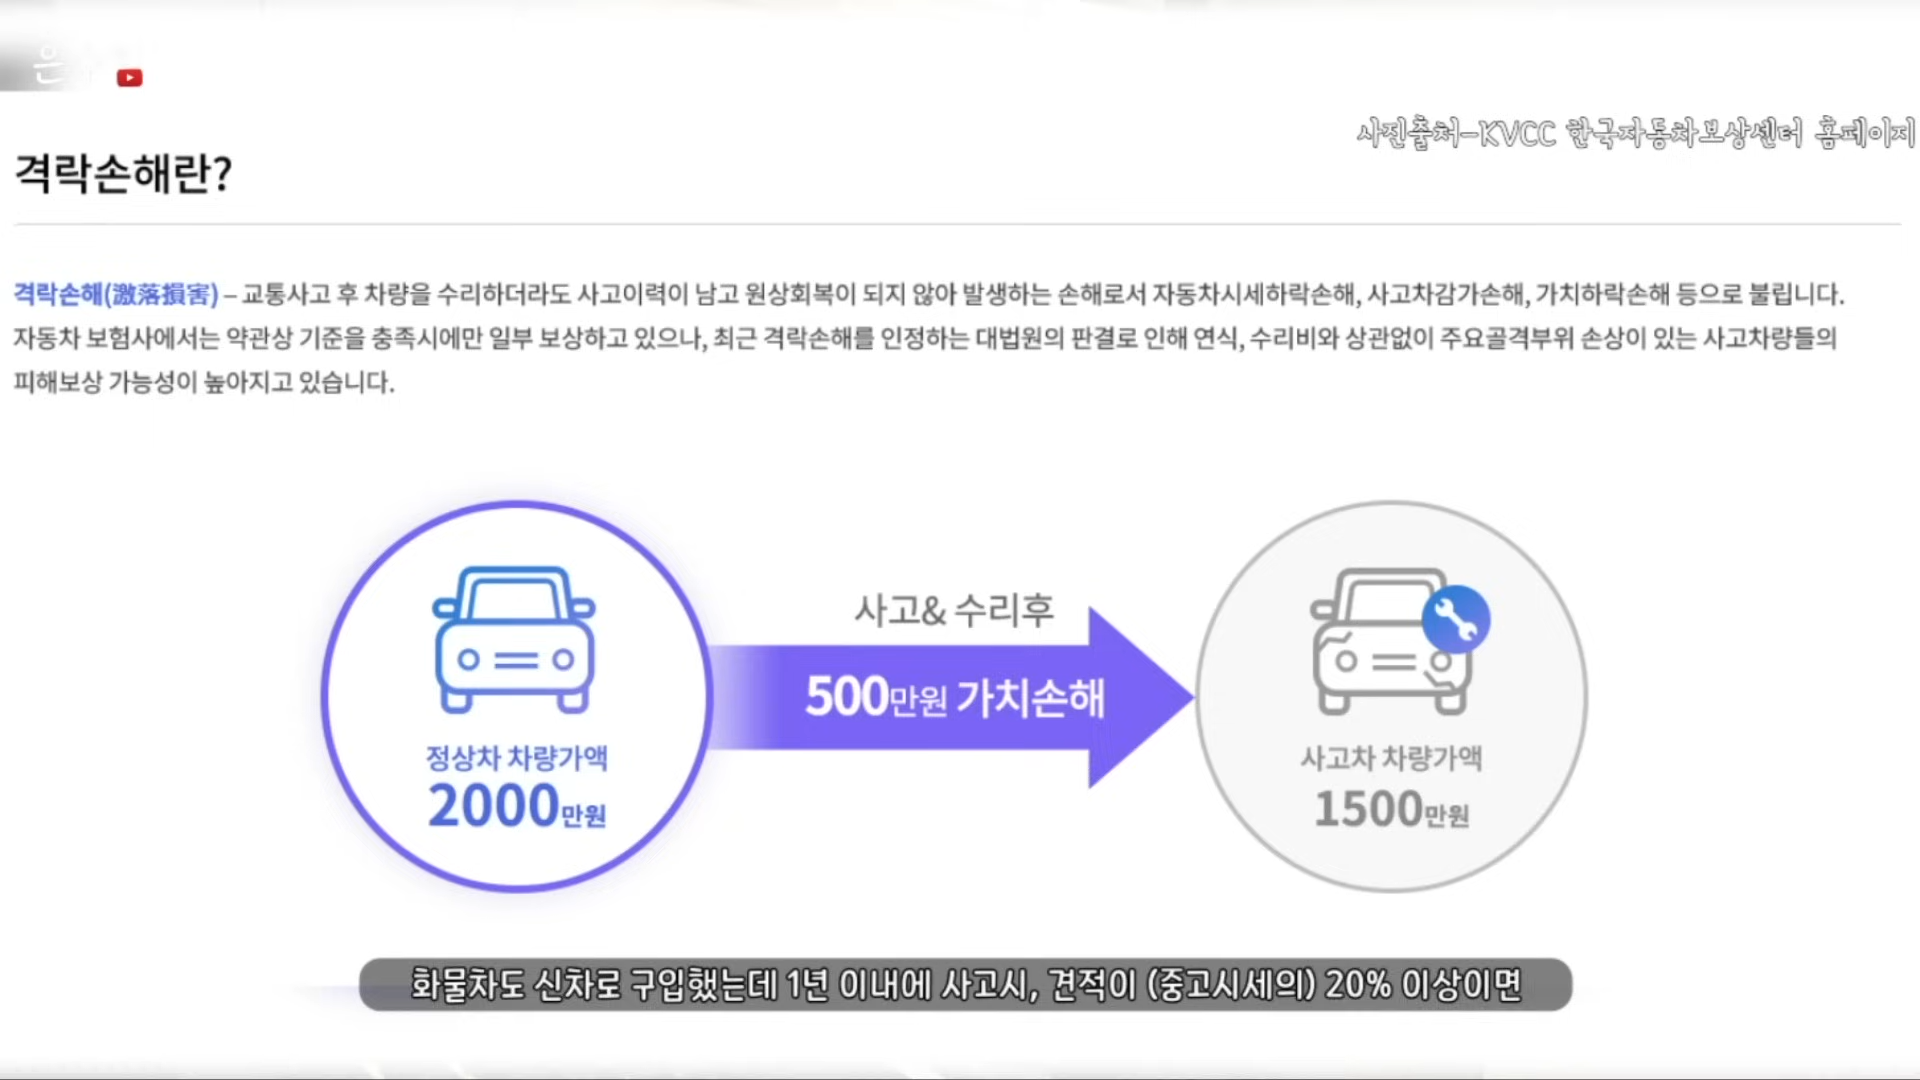 은
사진출처-KVCC 한국자동차보상센터 홈페이지
격락손해란?
격락손해(激落損害) – 교통사고 후 차량을 수리하더라도 사고이력이 남고 원상회복이 되지 않아 발생하는 손해로서 자동차시세하락손해, 사고차감가손해, 가치하락손해 등으로 불립니다.
자동차 보험사에서는 약관상 기준을 충족시에만 일부 보상하고 있으나, 최근 격락손해를 인정하는 대법원의 판결로 인해 연식, 수리비와 상관없이 주요골격부위 손상이 있는 사고차량들의
피해보상 가능성이 높아지고 있습니다.
사고& 수리후
500만원 가치손해
정상차 차량가액
2000만원
사고차 차량가액
1500만원
화물차도 신차로 구입했는데 1년 이내에 사고시, 견적이 (중고시세의) 20% 이상이면